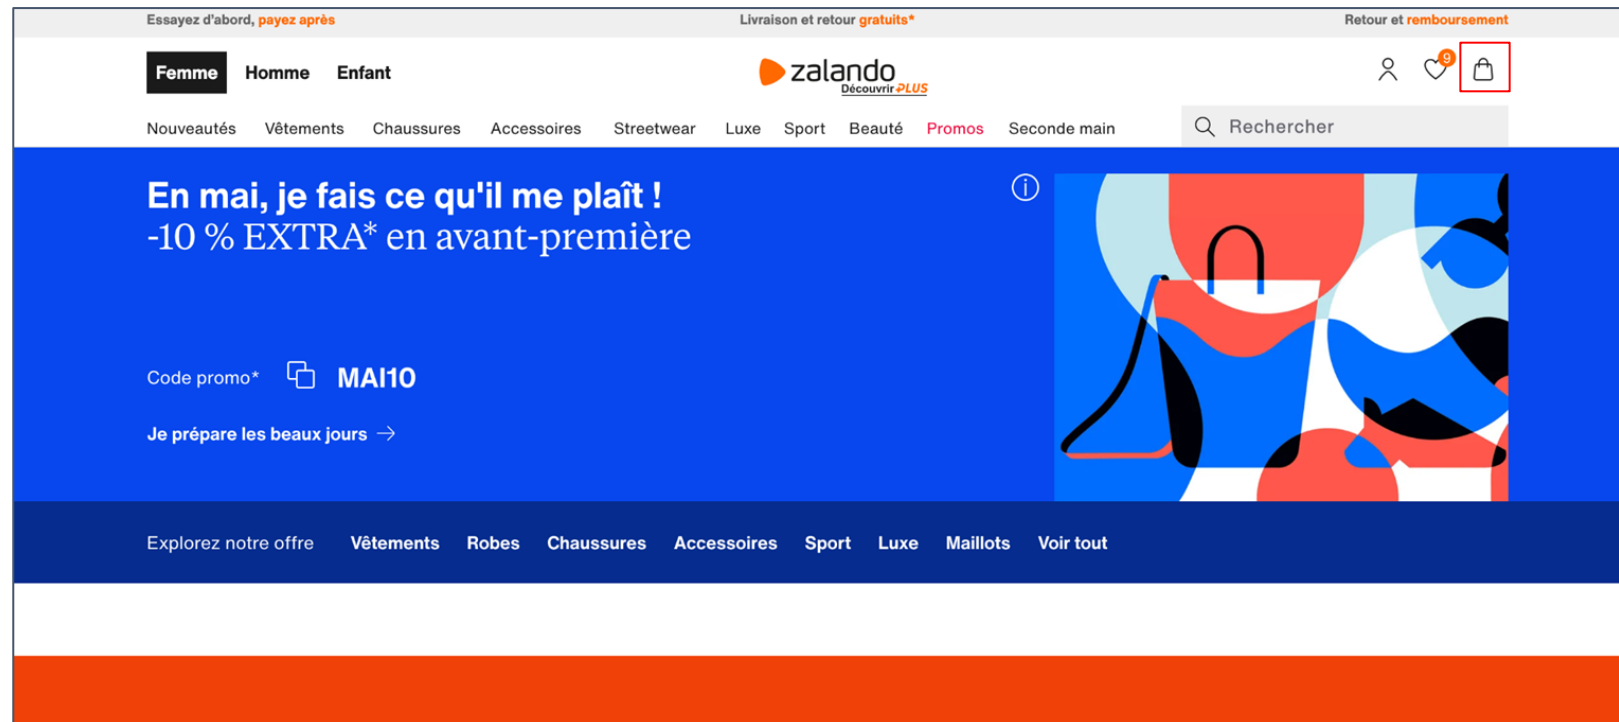 Essayez d'abord, payez après
Livraison et retour gratuits*
Retour et remboursement
Femme Homme Enfant
zalando
Découvrir PLUS
9
Nouveautés Vêtements Chaussures Accessoires Streetwear Luxe Sport Beauté Promos Seconde main
Rechercher
En mai, je fais ce qu'il me plaît !
-10 % EXTRA* en avant-première
Code promo* MAI10
Je prépare les beaux jours →
Explorez notre offre Vêtements Robes Chaussures Accessoires Sport Luxe Maillots Voir tout